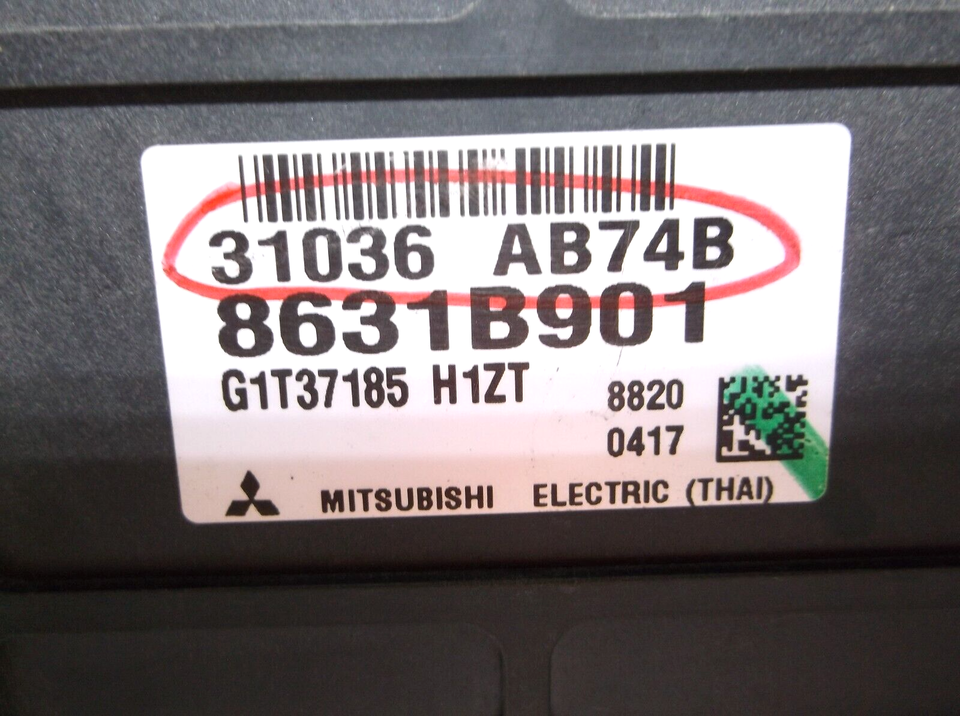 31036 AB74B
8631B901
G1T37185 H1ZT
8820
0417
MITSUBISHI ELECTRIC (THAI)